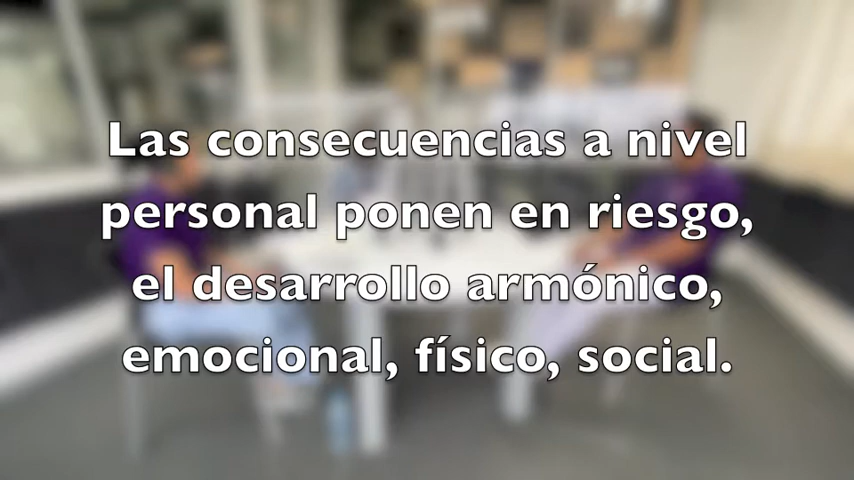 Las consecuencias a nivel
personal ponen en riesgo,
el desarrollo armónico,
emocional, físico, social.